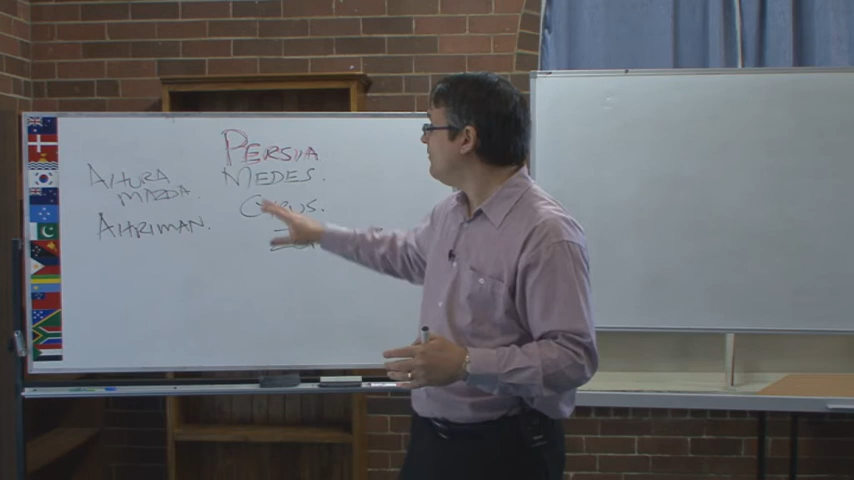 PERSIA
MEDES.
CYRUS.
AHURA
MAZDA.
AHRIMAN.